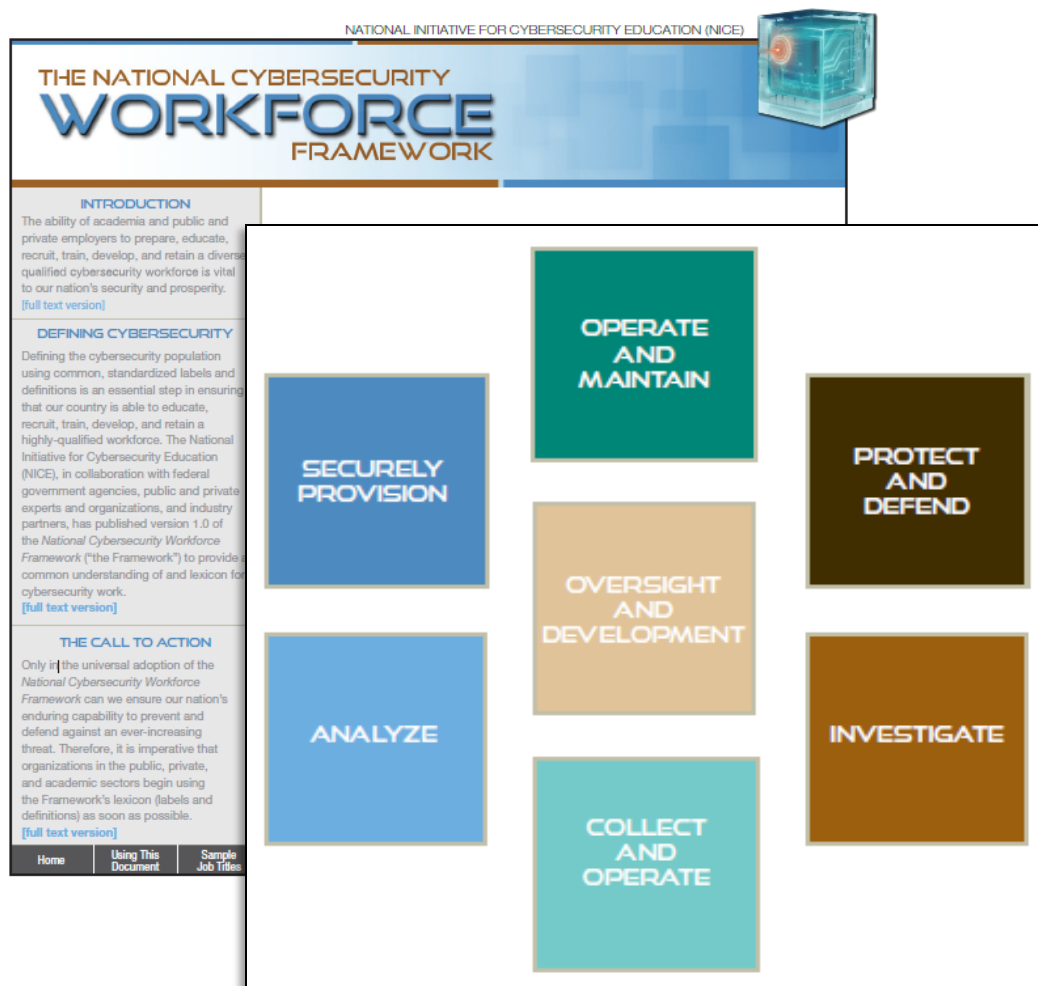 NATIONAL INITIATIVE FOR CYBERSECURITY EDUCATION (NICE)
THE NATIONAL CYBERSECURITY
WORKFORCE
FRAMEWORK
INTRODUCTION
The ability of academia and public and
private employers to prepare, educate,
recruit, train, develop, and retain a diverse
qualified cybersecurity workforce is vital
to our nation's security and prosperity.
[full text version]
DEFINING CYBERSECURITY
Defining the cybersecurity population
using common, standardized labels and
definitions is an essential step in ensuring
that our country is able to educate,
recruit, train, develop, and retain a
highly-qualified workforce. The National
Initiative for Cybersecurity Education
(NICE), in collaboration with federal
government agencies, public and private
experts and organizations, and industry
partners, has published version 1.0 of
the National Cybersecurity Workforce
Framework ("the Framework") to provide a
common understanding of and lexicon for
cybersecurity work.
[full text version]
THE CALL TO ACTION
Only in the universal adoption of the
National Cybersecurity Workforce
Framework can we ensure our nation's
enduring capability to prevent and
defend against an ever-increasing
threat. Therefore, it is imperative that
organizations in the public, private,
and academic sectors begin using
the Framework's lexicon (labels and
definitions) as soon as possible.
[full text version]
Home
Using This
Document
Sample
Job Titles
OPERATE
AND
MAINTAIN
SECURELY
PROVISION
PROTECT
AND
DEFEND
OVERSIGHT
AND
DEVELOPMENT
ANALYZE
INVESTIGATE
COLLECT
AND
OPERATE